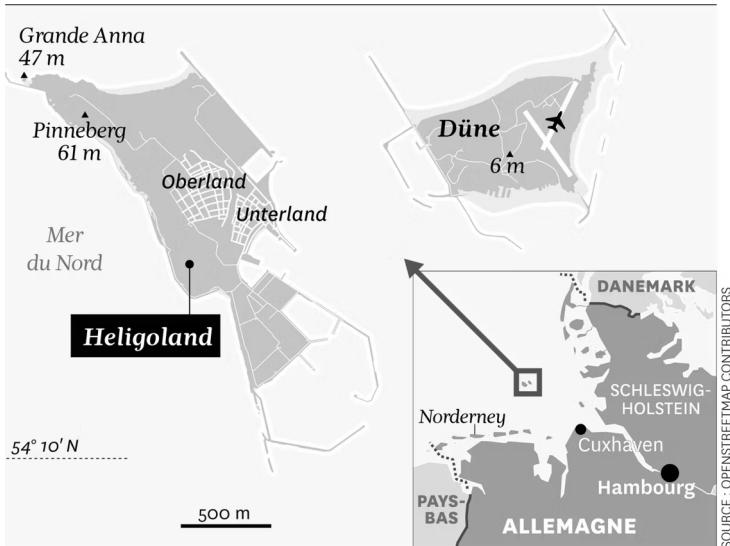 Grande Anna
47 m
Pinneberg
61 m
Oberland
Unterland
Mer
du Nord
Heligoland
54° 10' N
500 m
Düne
6 m
DANEMARK
SCHLESWIG-
HOLSTEIN
Norderney
Cuxhaven
Hambourg
PAYS-
BAS
ALLEMAGNE
SOURCE : OPENSTREETMAP CONTRIBUTORS